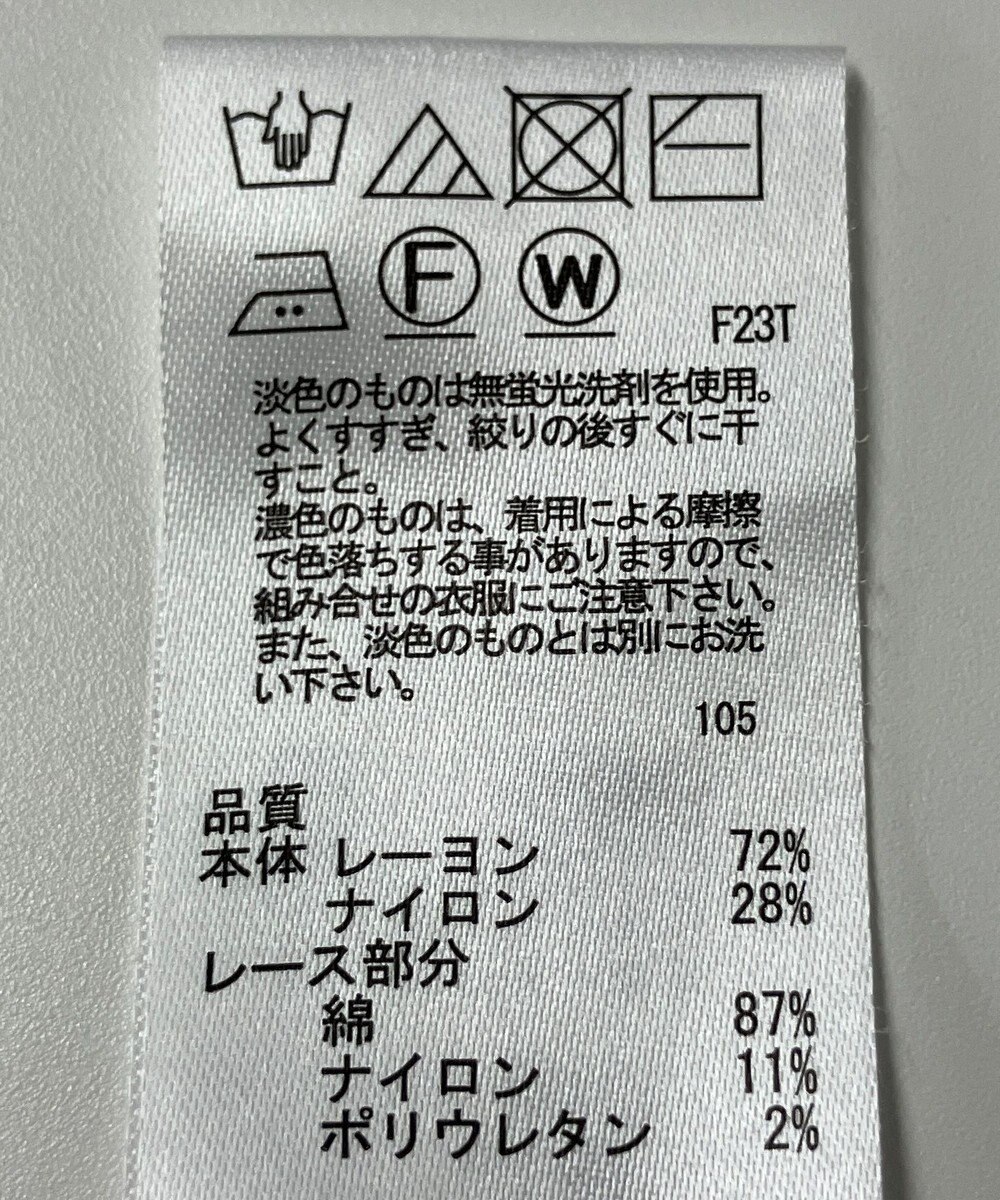 F W
F23T
淡色のものは無蛍光洗剤を使用。
よくすすぎ、絞りの後すぐに干
すこと。
濃色のものは、着用による摩擦
で色落ちする事がありますので、
組み合せの衣服にご注意下さい。
また、淡色のものとは別にお洗
い下さい。
105
品質
本体 レーヨン 72%
ナイロン 28%
レース部分
綿 87%
ナイロン 11%
ポリウレタン 2%